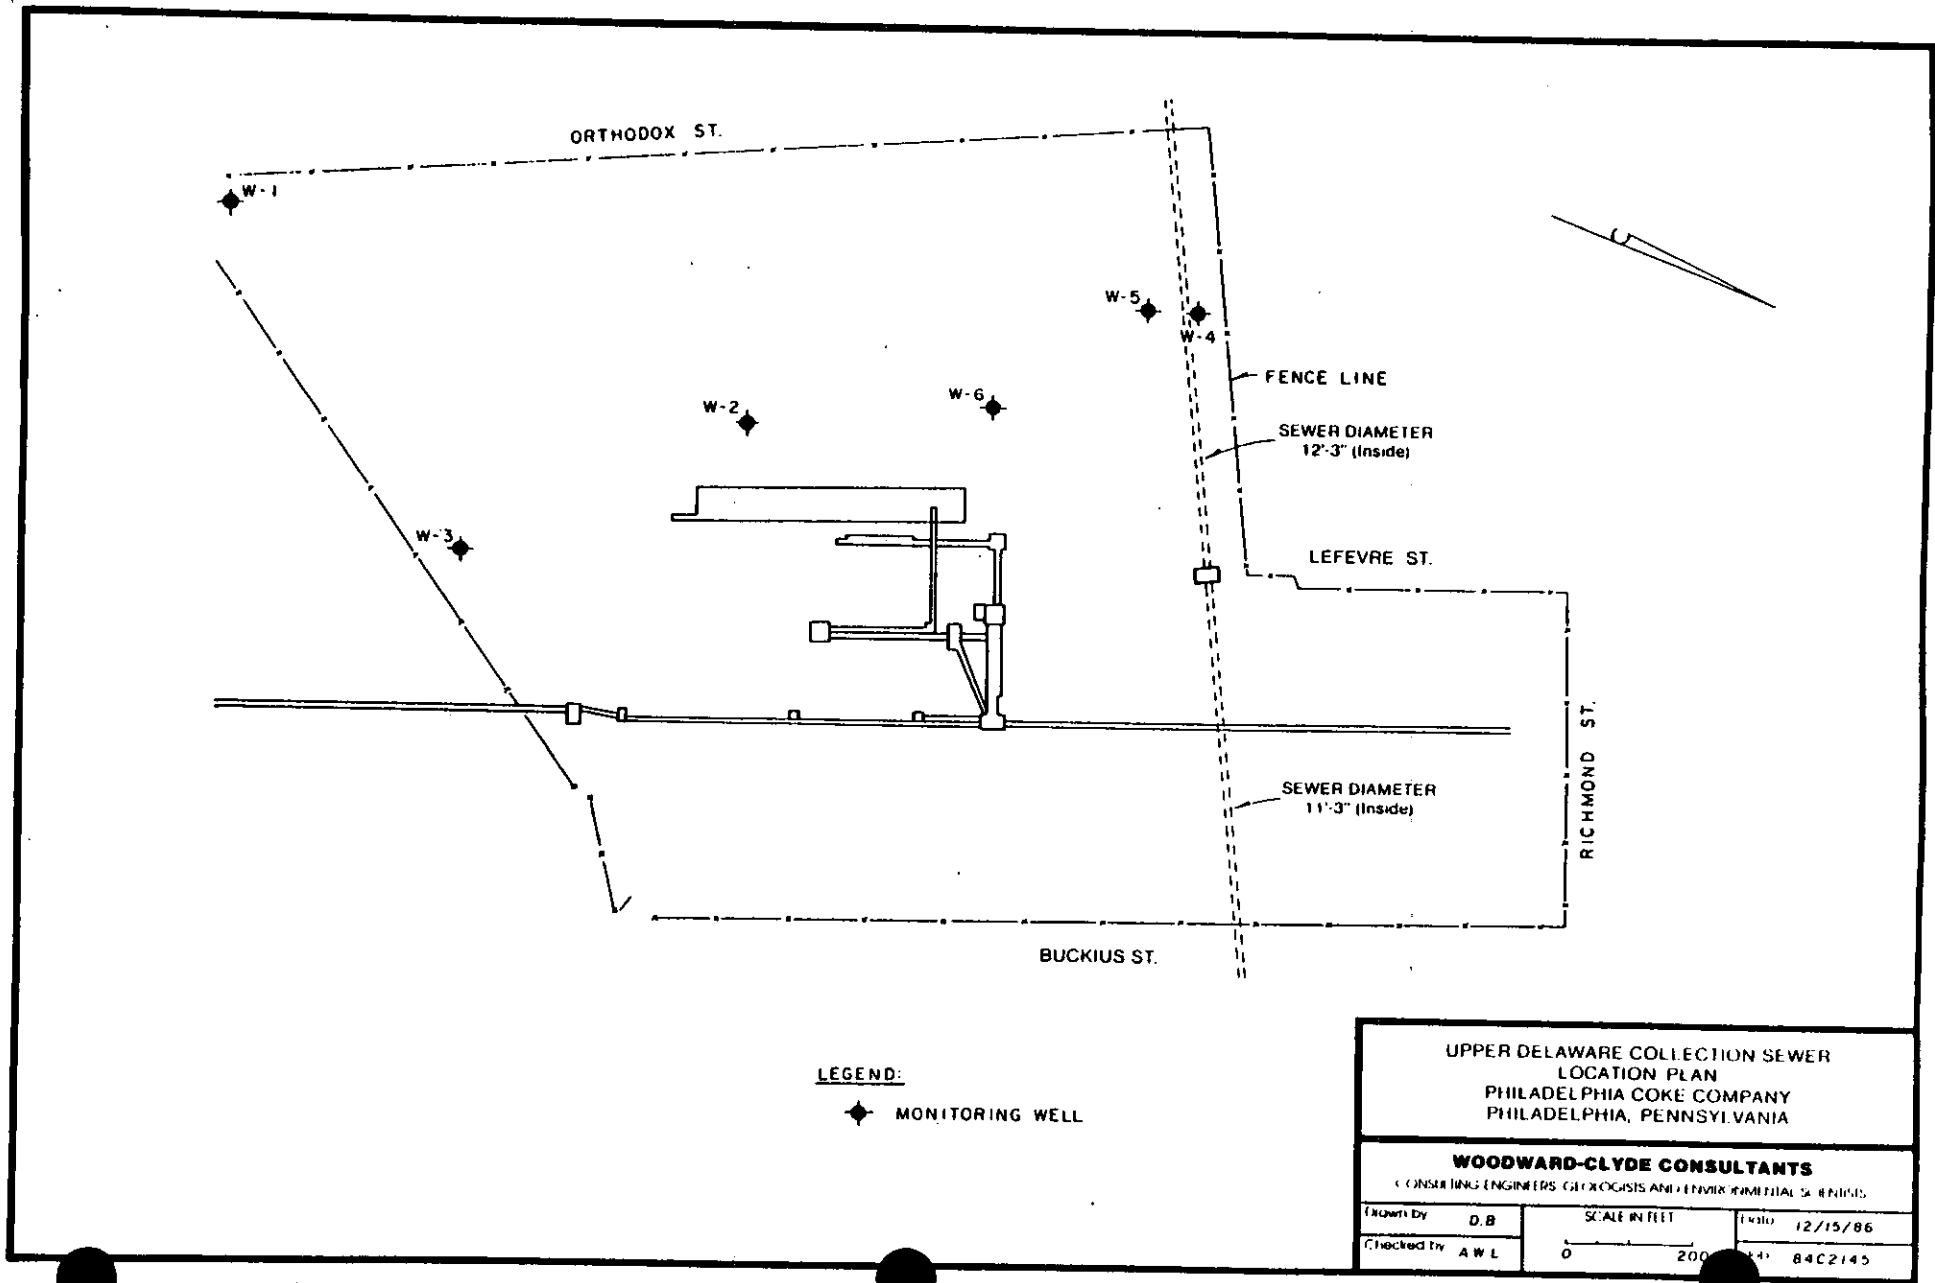 ORTHODOX ST.
W-1
W-5
W-4
FENCE LINE
W-2
W-6
SEWER DIAMETER
12'-3" (Inside)
W-3
LEFEVRE ST.
RICHMOND ST.
SEWER DIAMETER
11'-3" (Inside)
BUCKIUS ST.
LEGEND:
MONITORING WELL
UPPER DELAWARE COLLECTION SEWER
LOCATION PLAN
PHILADELPHIA COKE COMPANY
PHILADELPHIA, PENNSYLVANIA
WOODWARD-CLYDE CONSULTANTS
CONSULTING ENGINEERS, GEOLOGISTS AND ENVIRONMENTAL SCIENTISTS
Drawn by D.B
SCALE IN FEET
Date 12/15/86
Checked by AWL
0 200
84C2145